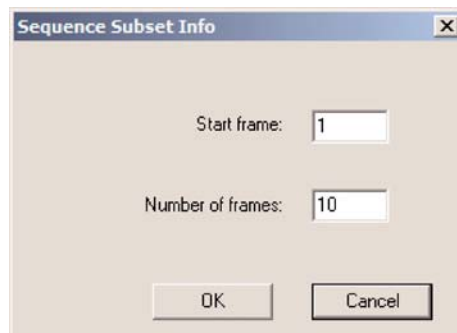 Sequence Subset Info
Start frame: 1
Number of frames: 10
OK Cancel